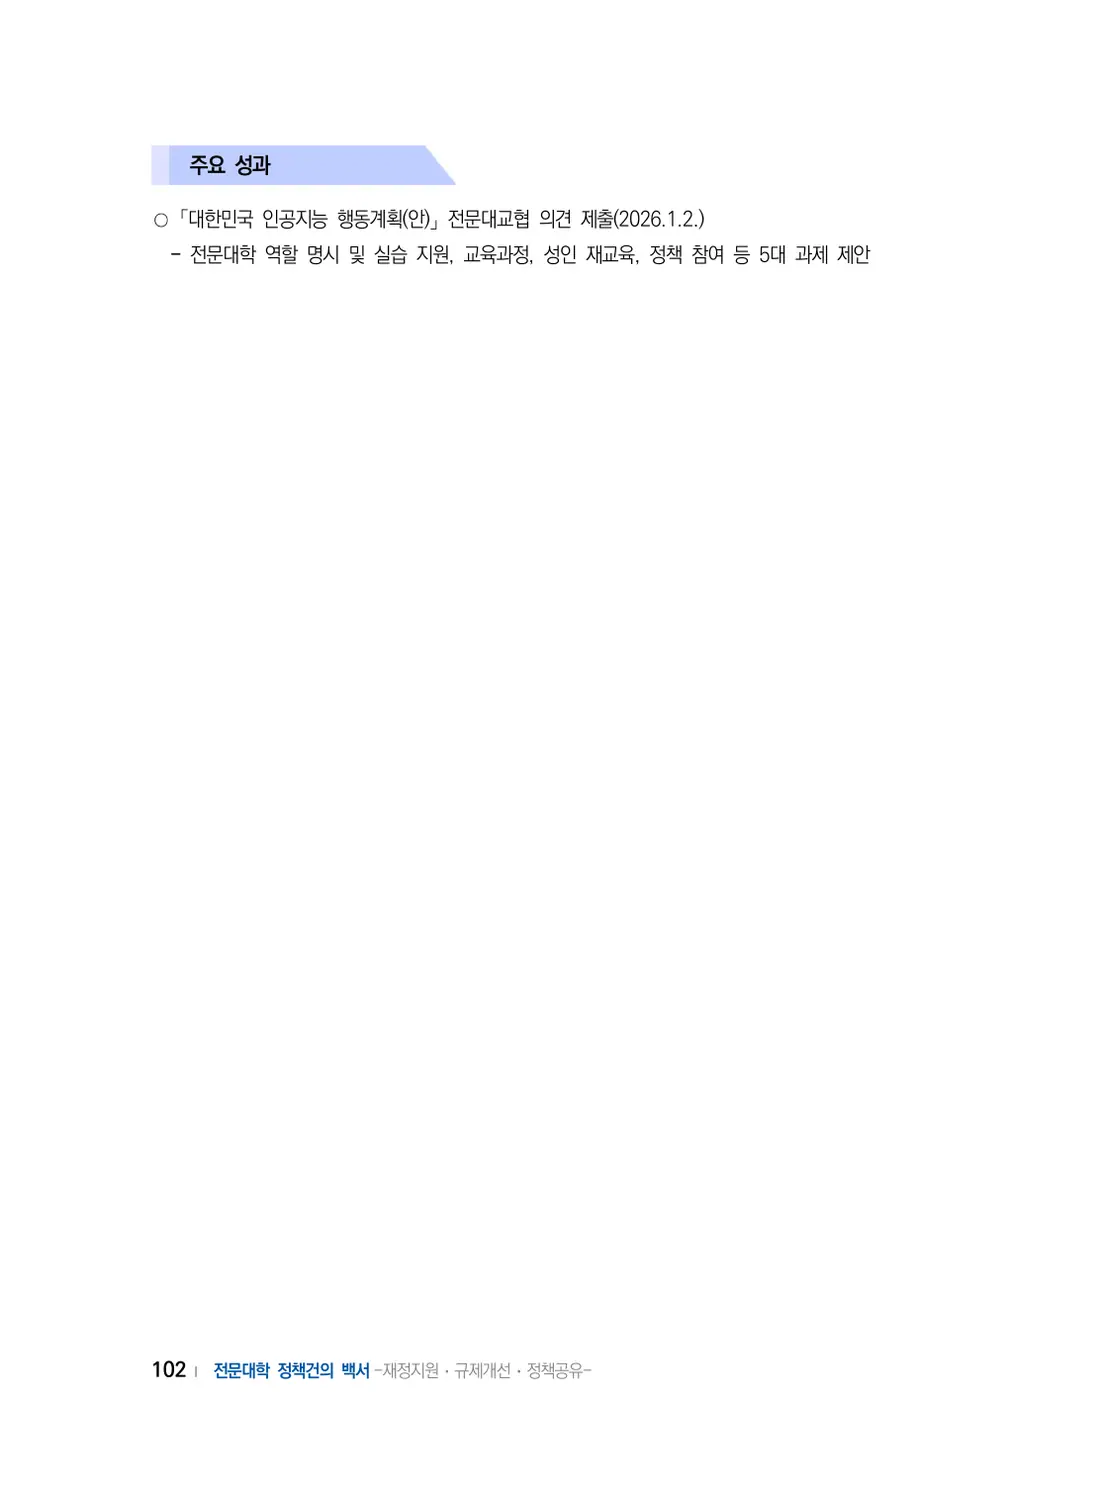 주요 성과
○ 「대한민국 인공지능 행동계획(안)」 전문대교협 의견 제출(2026.1.2.)
- 전문대학 역할 명시 및 실습 지원, 교육과정, 성인 재교육, 정책 참여 등 5대 과제 제안
102 | 전문대학 정책건의 백서 -재정지원·규제개선·정책공유-